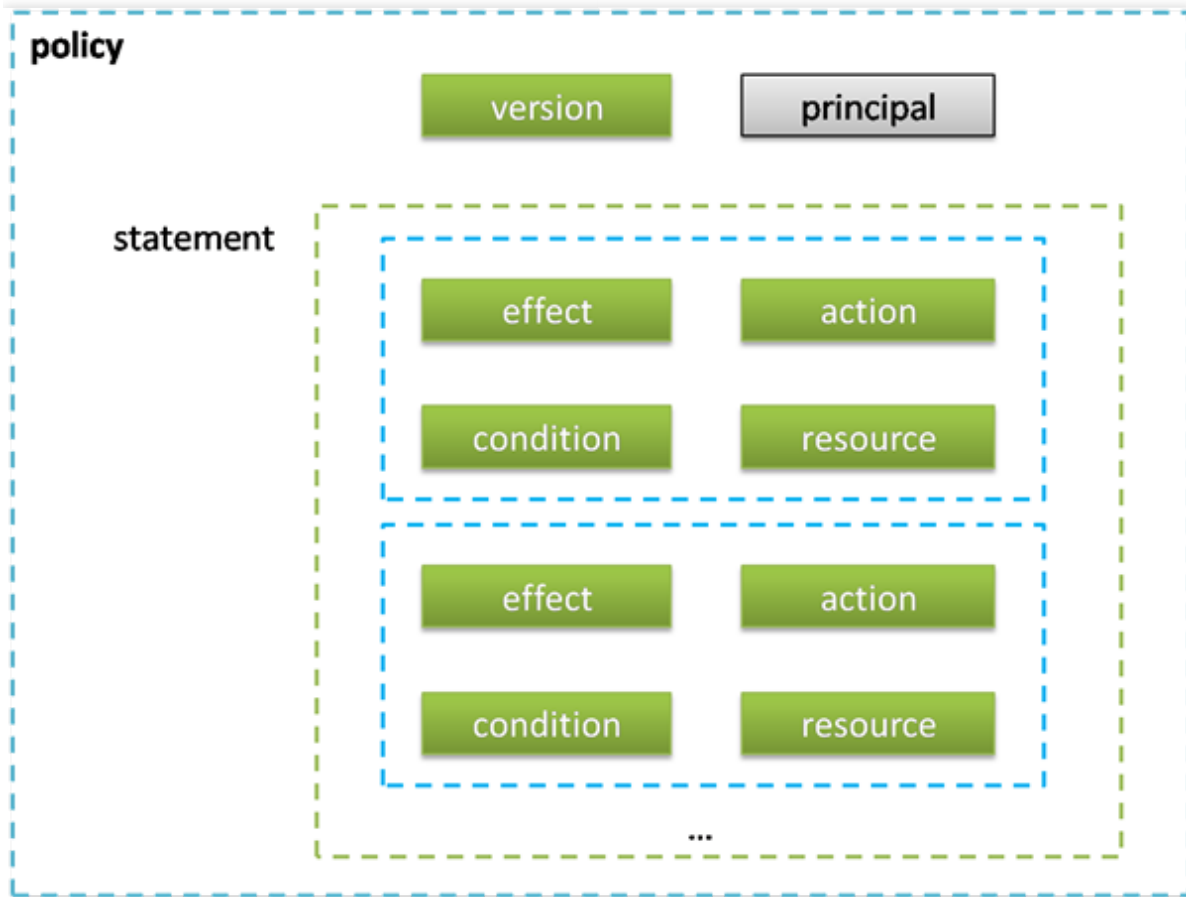 policy
version principal
statement
effect action
condition resource
effect action
condition resource
...